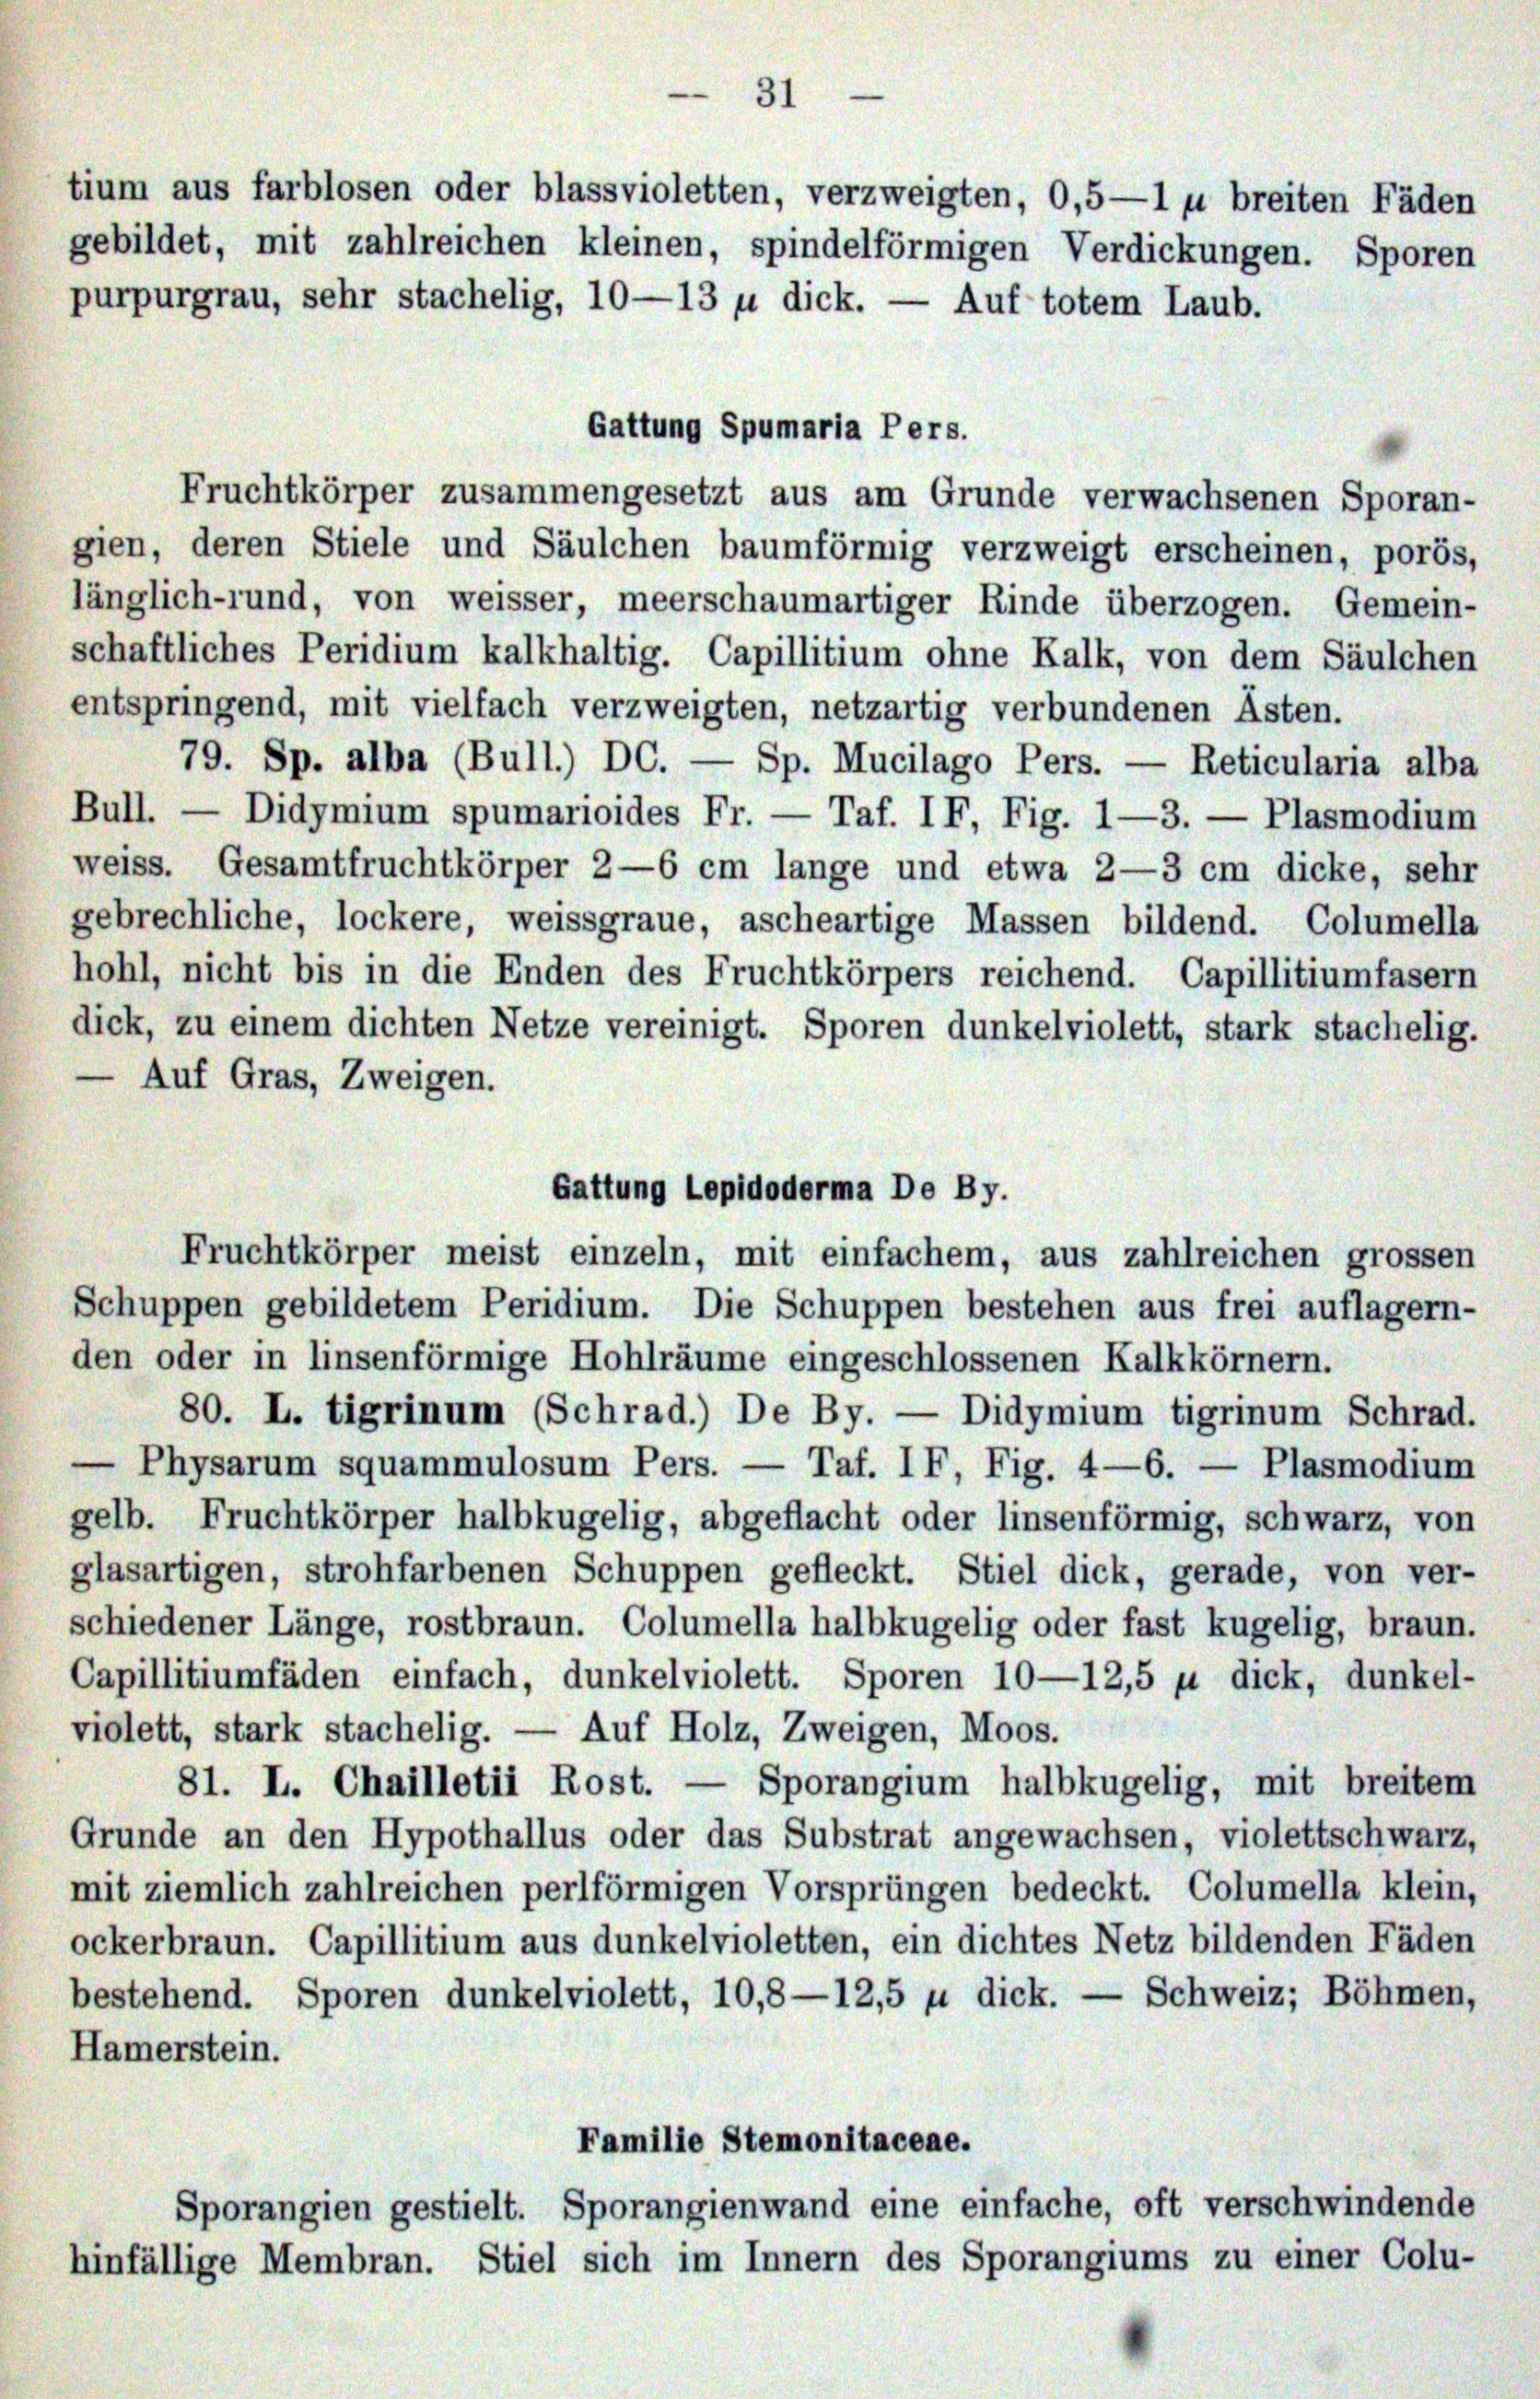 — 31 —
tium aus farblosen oder blassvioletten, verzweigten, 0,5—1 µ breiten Fäden
gebildet, mit zahlreichen kleinen, spindelförmigen Verdickungen. Sporen
purpurgrau, sehr stachelig, 10—13 µ dick. — Auf totem Laub.
Gattung Spumaria Pers.
Fruchtkörper zusammengesetzt aus am Grunde verwachsenen Sporan-
gien, deren Stiele und Säulchen baumförmig verzweigt erscheinen, porös,
länglich-rund, von weisser, meerschaumartiger Rinde überzogen. Gemein-
schaftliches Peridium kalkhaltig. Capillitium ohne Kalk, von dem Säulchen
entspringend, mit vielfach verzweigten, netzartig verbundenen Ästen.
79. Sp. alba (Bull.) DC. — Sp. Mucilago Pers. — Reticularia alba
Bull. — Didymium spumarioides Fr. — Taf. IF, Fig. 1—3. — Plasmodium
weiss. Gesamtfruchtkörper 2—6 cm lange und etwa 2—3 cm dicke, sehr
gebrechliche, lockere, weissgraue, ascheartige Massen bildend. Columella
hohl, nicht bis in die Enden des Fruchtkörpers reichend. Capillitiumfasern
dick, zu einem dichten Netze vereinigt. Sporen dunkelviolett, stark stachelig.
— Auf Gras, Zweigen.
Gattung Lepidoderma De By.
Fruchtkörper meist einzeln, mit einfachem, aus zahlreichen grossen
Schuppen gebildetem Peridium. Die Schuppen bestehen aus frei auflagern-
den oder in linsenförmige Hohlräume eingeschlossenen Kalkkörnern.
80. L. tigrinum (Schrad.) De By. — Didymium tigrinum Schrad.
— Physarum squammulosum Pers. — Taf. IF, Fig. 4—6. — Plasmodium
gelb. Fruchtkörper halbkugelig, abgeflacht oder linsenförmig, schwarz, von
glasartigen, strohfarbenen Schuppen gefleckt. Stiel dick, gerade, von ver-
schiedener Länge, rostbraun. Columella halbkugelig oder fast kugelig, braun.
Capillitiumfäden einfach, dunkelviolett. Sporen 10—12,5 µ dick, dunkel-
violett, stark stachelig. — Auf Holz, Zweigen, Moos.
81. L. Chailletii Rost. — Sporangium halbkugelig, mit breitem
Grunde an den Hypothallus oder das Substrat angewachsen, violettschwarz,
mit ziemlich zahlreichen perlförmigen Vorsprüngen bedeckt. Columella klein,
ockerbraun. Capillitium aus dunkelvioletten, ein dichtes Netz bildenden Fäden
bestehend. Sporen dunkelviolett, 10,8—12,5 µ dick. — Schweiz; Böhmen,
Hamerstein.
Familie Stemonitaceae.
Sporangien gestielt. Sporangienwand eine einfache, oft verschwindende
hinfällige Membran. Stiel sich im Innern des Sporangiums zu einer Colu-